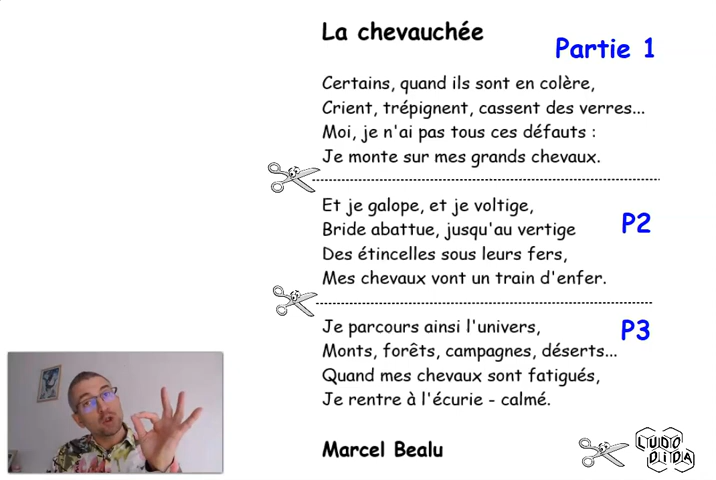 La chevauchée
Partie 1
Certains, quand ils sont en colère,
Crient, trépignent, cassent des verres...
Moi, je n'ai pas tous ces défauts :
Je monte sur mes grands chevaux.
Et je galope, et je voltige,
Bride abattue, jusqu'au vertige
P2
Des étincelles sous leurs fers,
Mes chevaux vont un train d'enfer.
Je parcours ainsi l'univers,
P3
Monts, forêts, campagnes, déserts...
Quand mes chevaux sont fatigués,
Je rentre à l'écurie - calmé.
Marcel Bealu
LUDO
DiDA